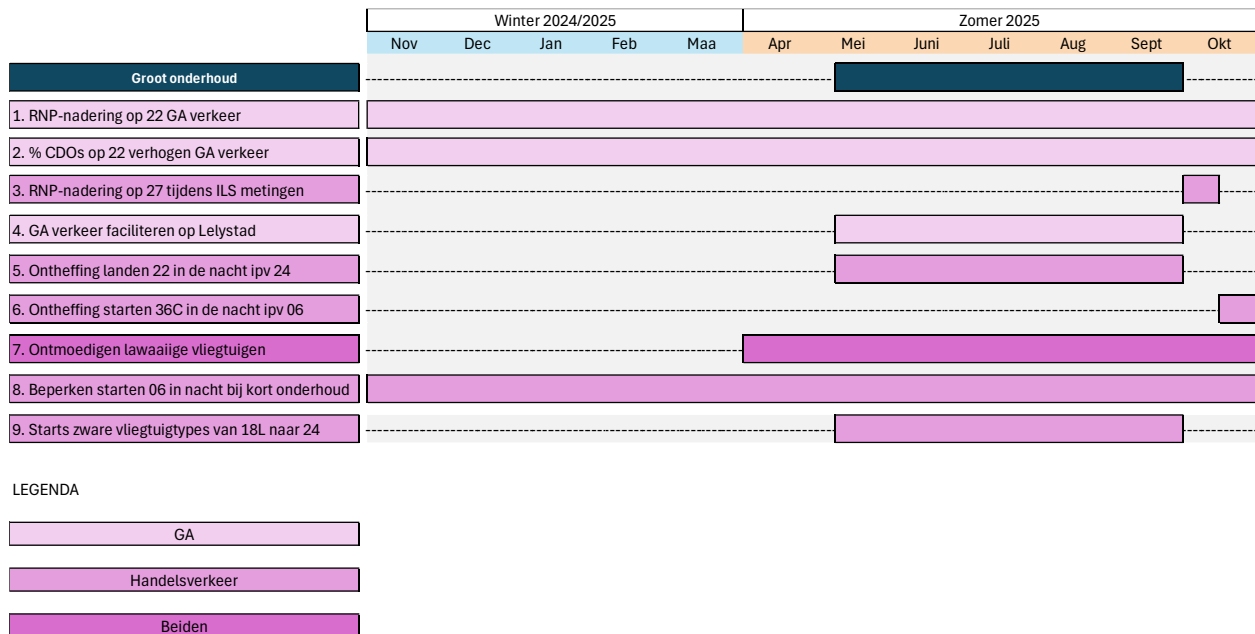 Winter 2024/2025 Zomer 2025
Nov Dec Jan Feb Maa Apr Mei Juni Juli Aug Sept Okt
Groot onderhoud
1. RNP-nadering op 22 GA verkeer
2. % CDOs op 22 verhogen GA verkeer
3. RNP-nadering op 27 tijdens ILS metingen
4. GA verkeer faciliteren op Lelystad
5. Ontheffing landen 22 in de nacht ipv 24
6. Ontheffing starten 36C in de nacht ipv 06
7. Ontmoedigen lawaaiige vliegtuigen
8. Beperken starten 06 in nacht bij kort onderhoud
9. Starts zware vliegtuigtypes van 18L naar 24
LEGENDA
GA
Handelsverkeer
Beiden